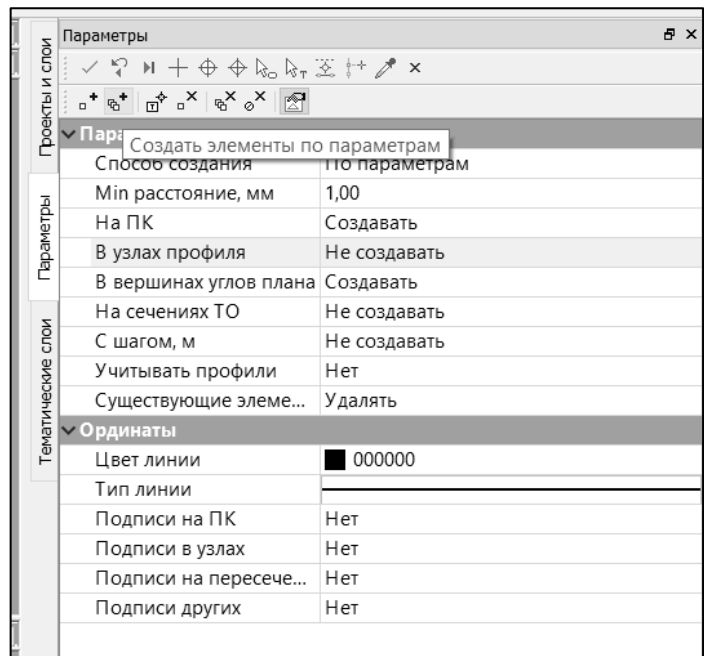 Параметры
Проекты и слои
Параметры
Тематические слои
Пара
Создать элементы по параметрам
Способ создания По параметрам
Min расстояние, мм 1,00
На ПК Создавать
В узлах профиля Не создавать
В вершинах углов плана Создавать
На сечениях ТО Не создавать
С шагом, м Не создавать
Учитывать профили Нет
Существующие элеме... Удалять
Ординаты
Цвет линии 000000
Тип линии
Подписи на ПК Нет
Подписи в узлах Нет
Подписи на пересече... Нет
Подписи других Нет